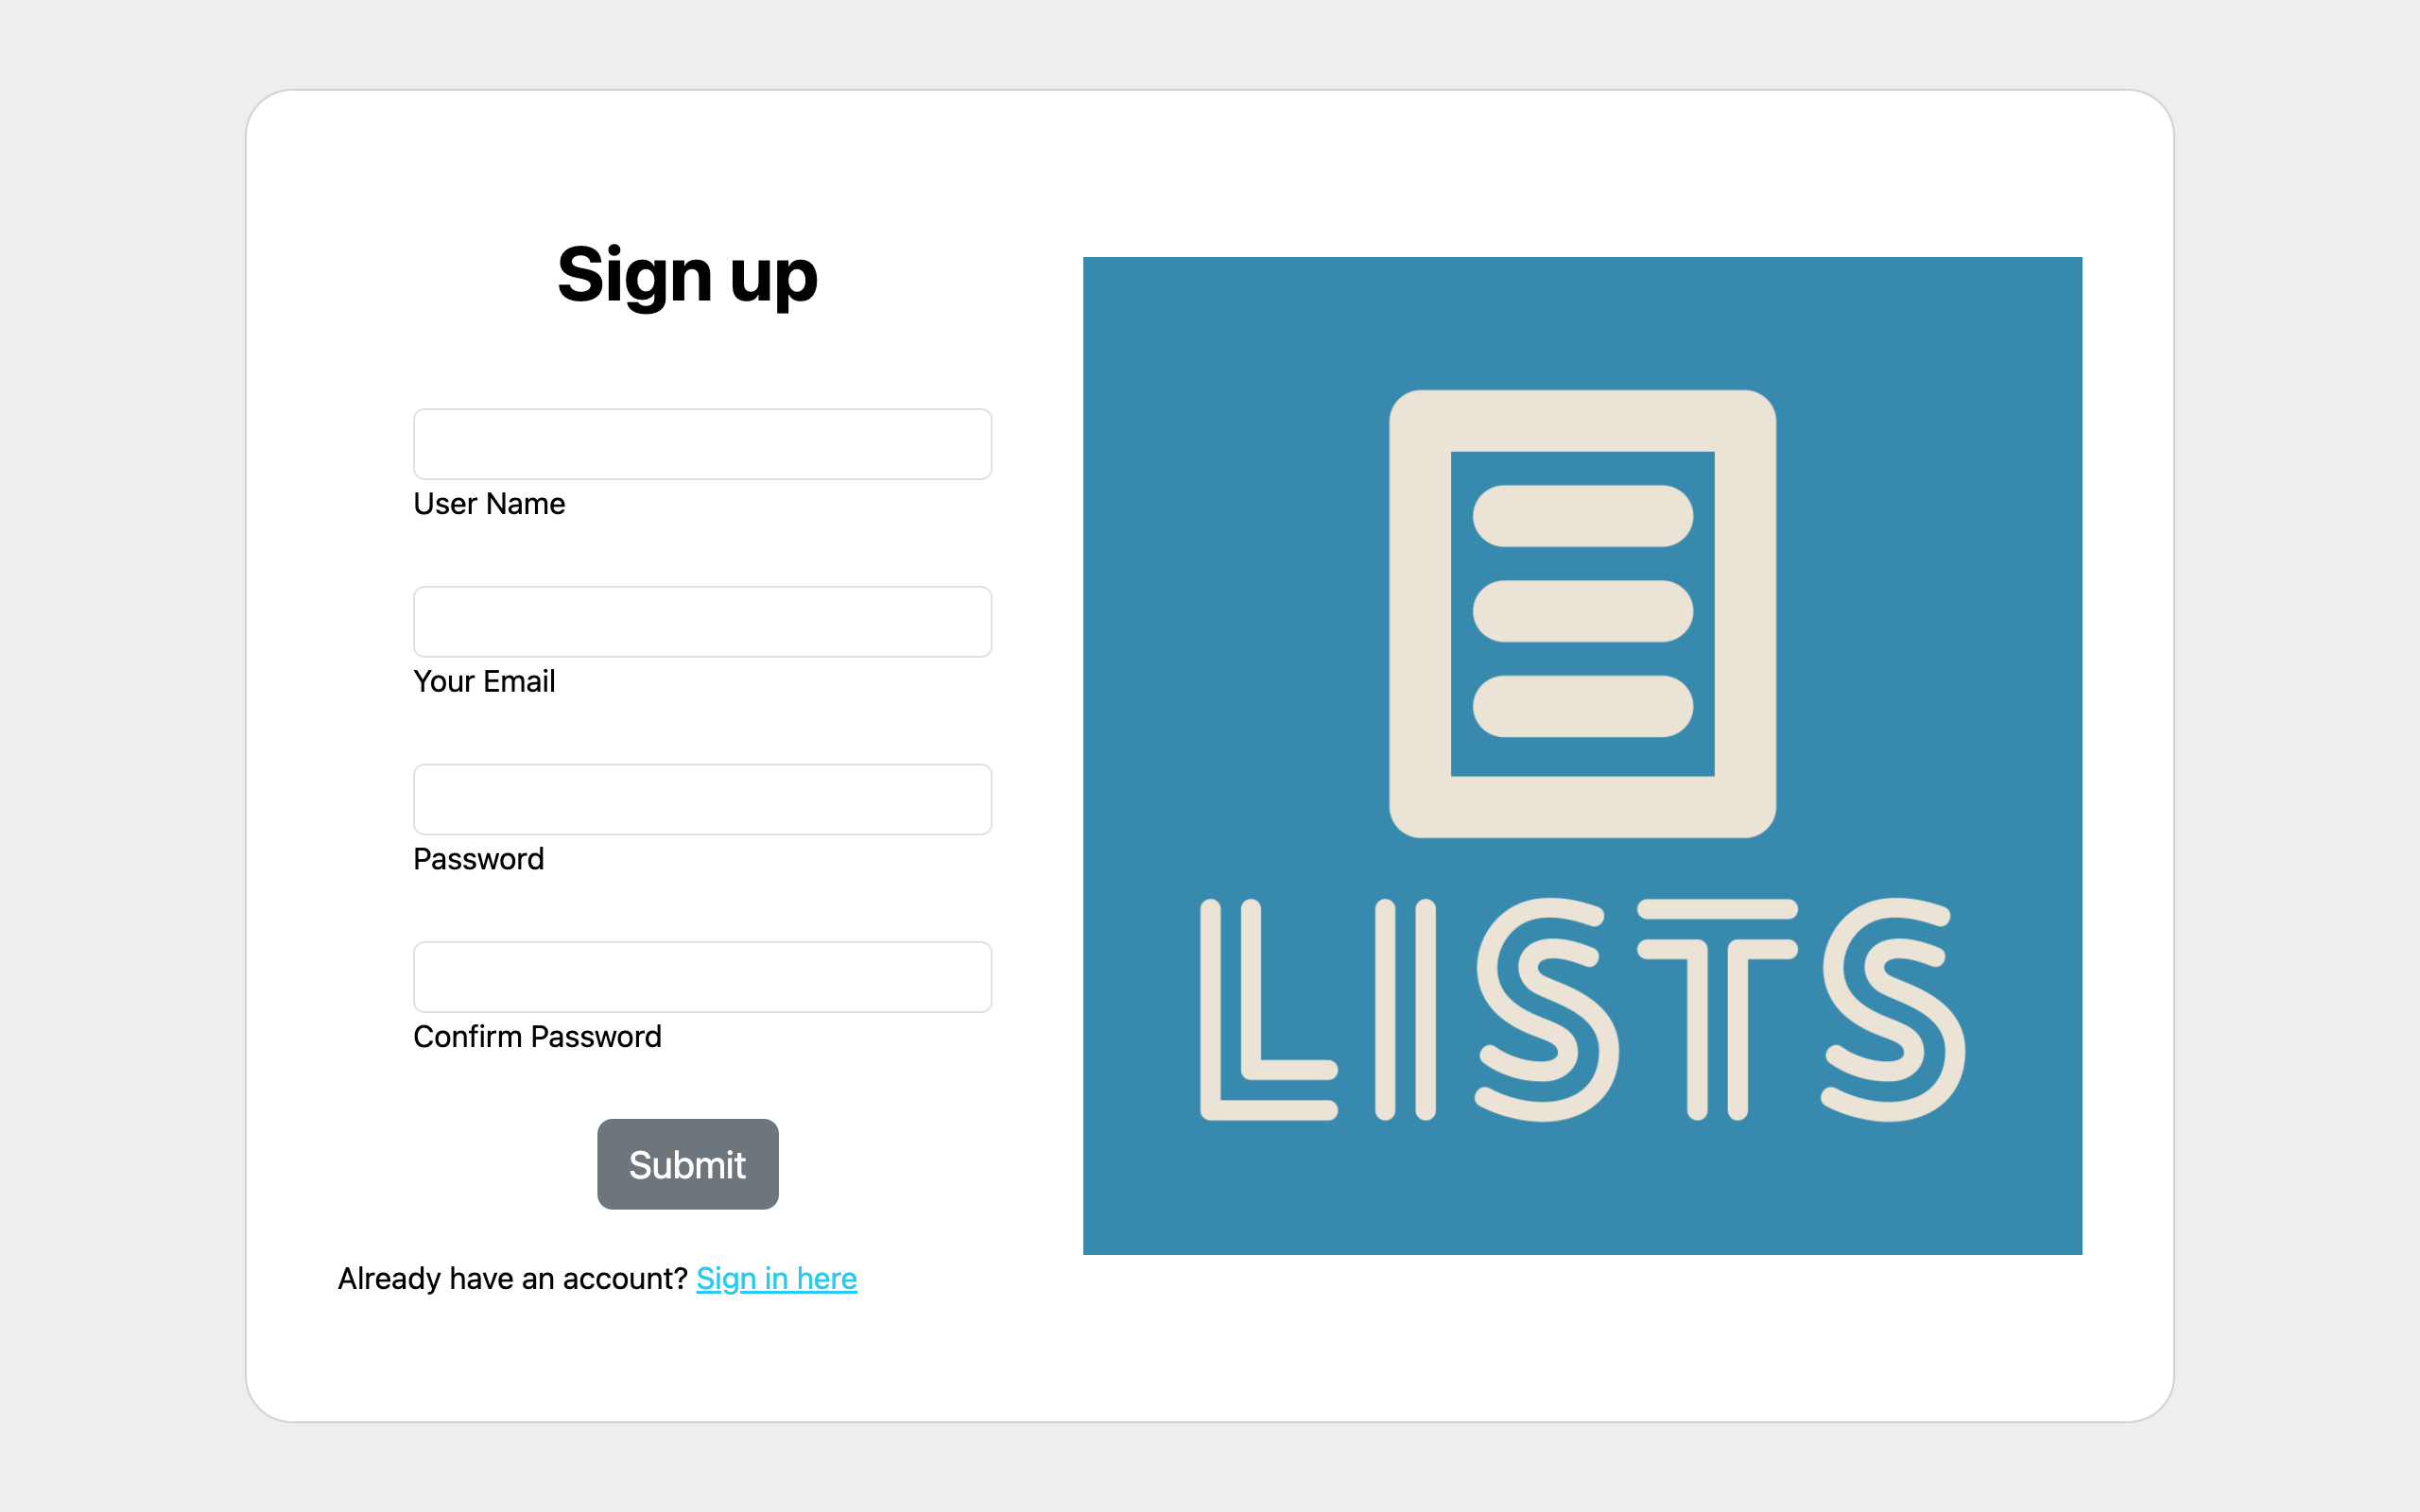 Sign up
User Name
Your Email
Password
Confirm Password
Submit
Already have an account? Sign in here
LISTS